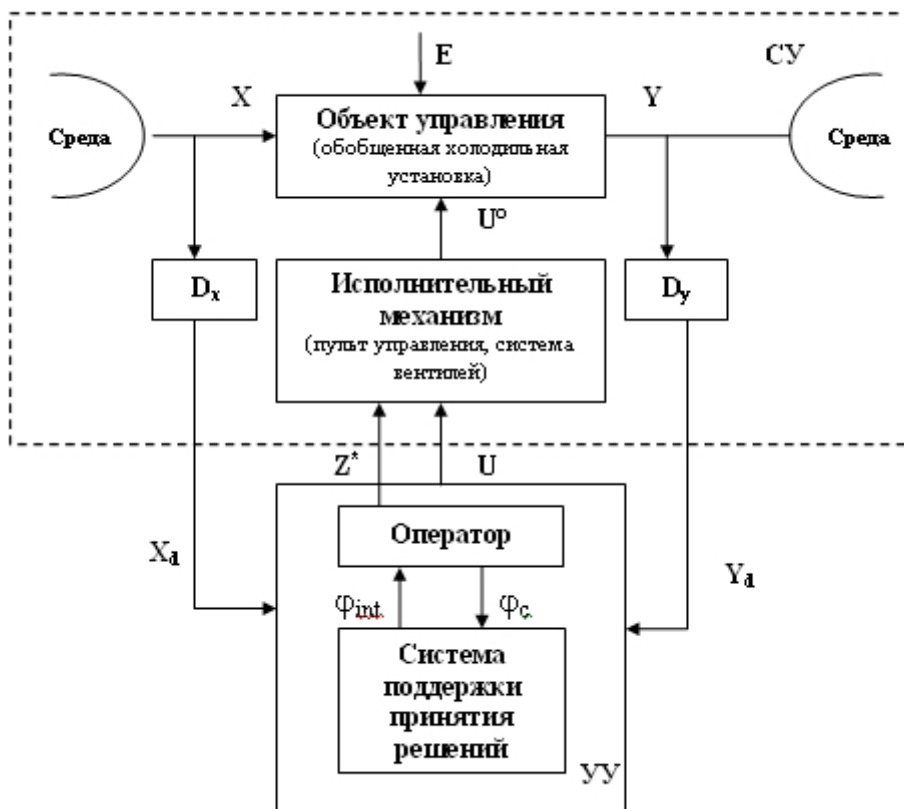 E
СУ
X
Y
Среда
Объект управления
(обобщенная холодильная
установка)
Среда
U°
Dx
Исполнительный
механизм
(пульт управления, система
вентилей)
Dy
Z*
U
Xd
Оператор
Yd
φint
φc
Система
поддержки
принятия
решений
УУ